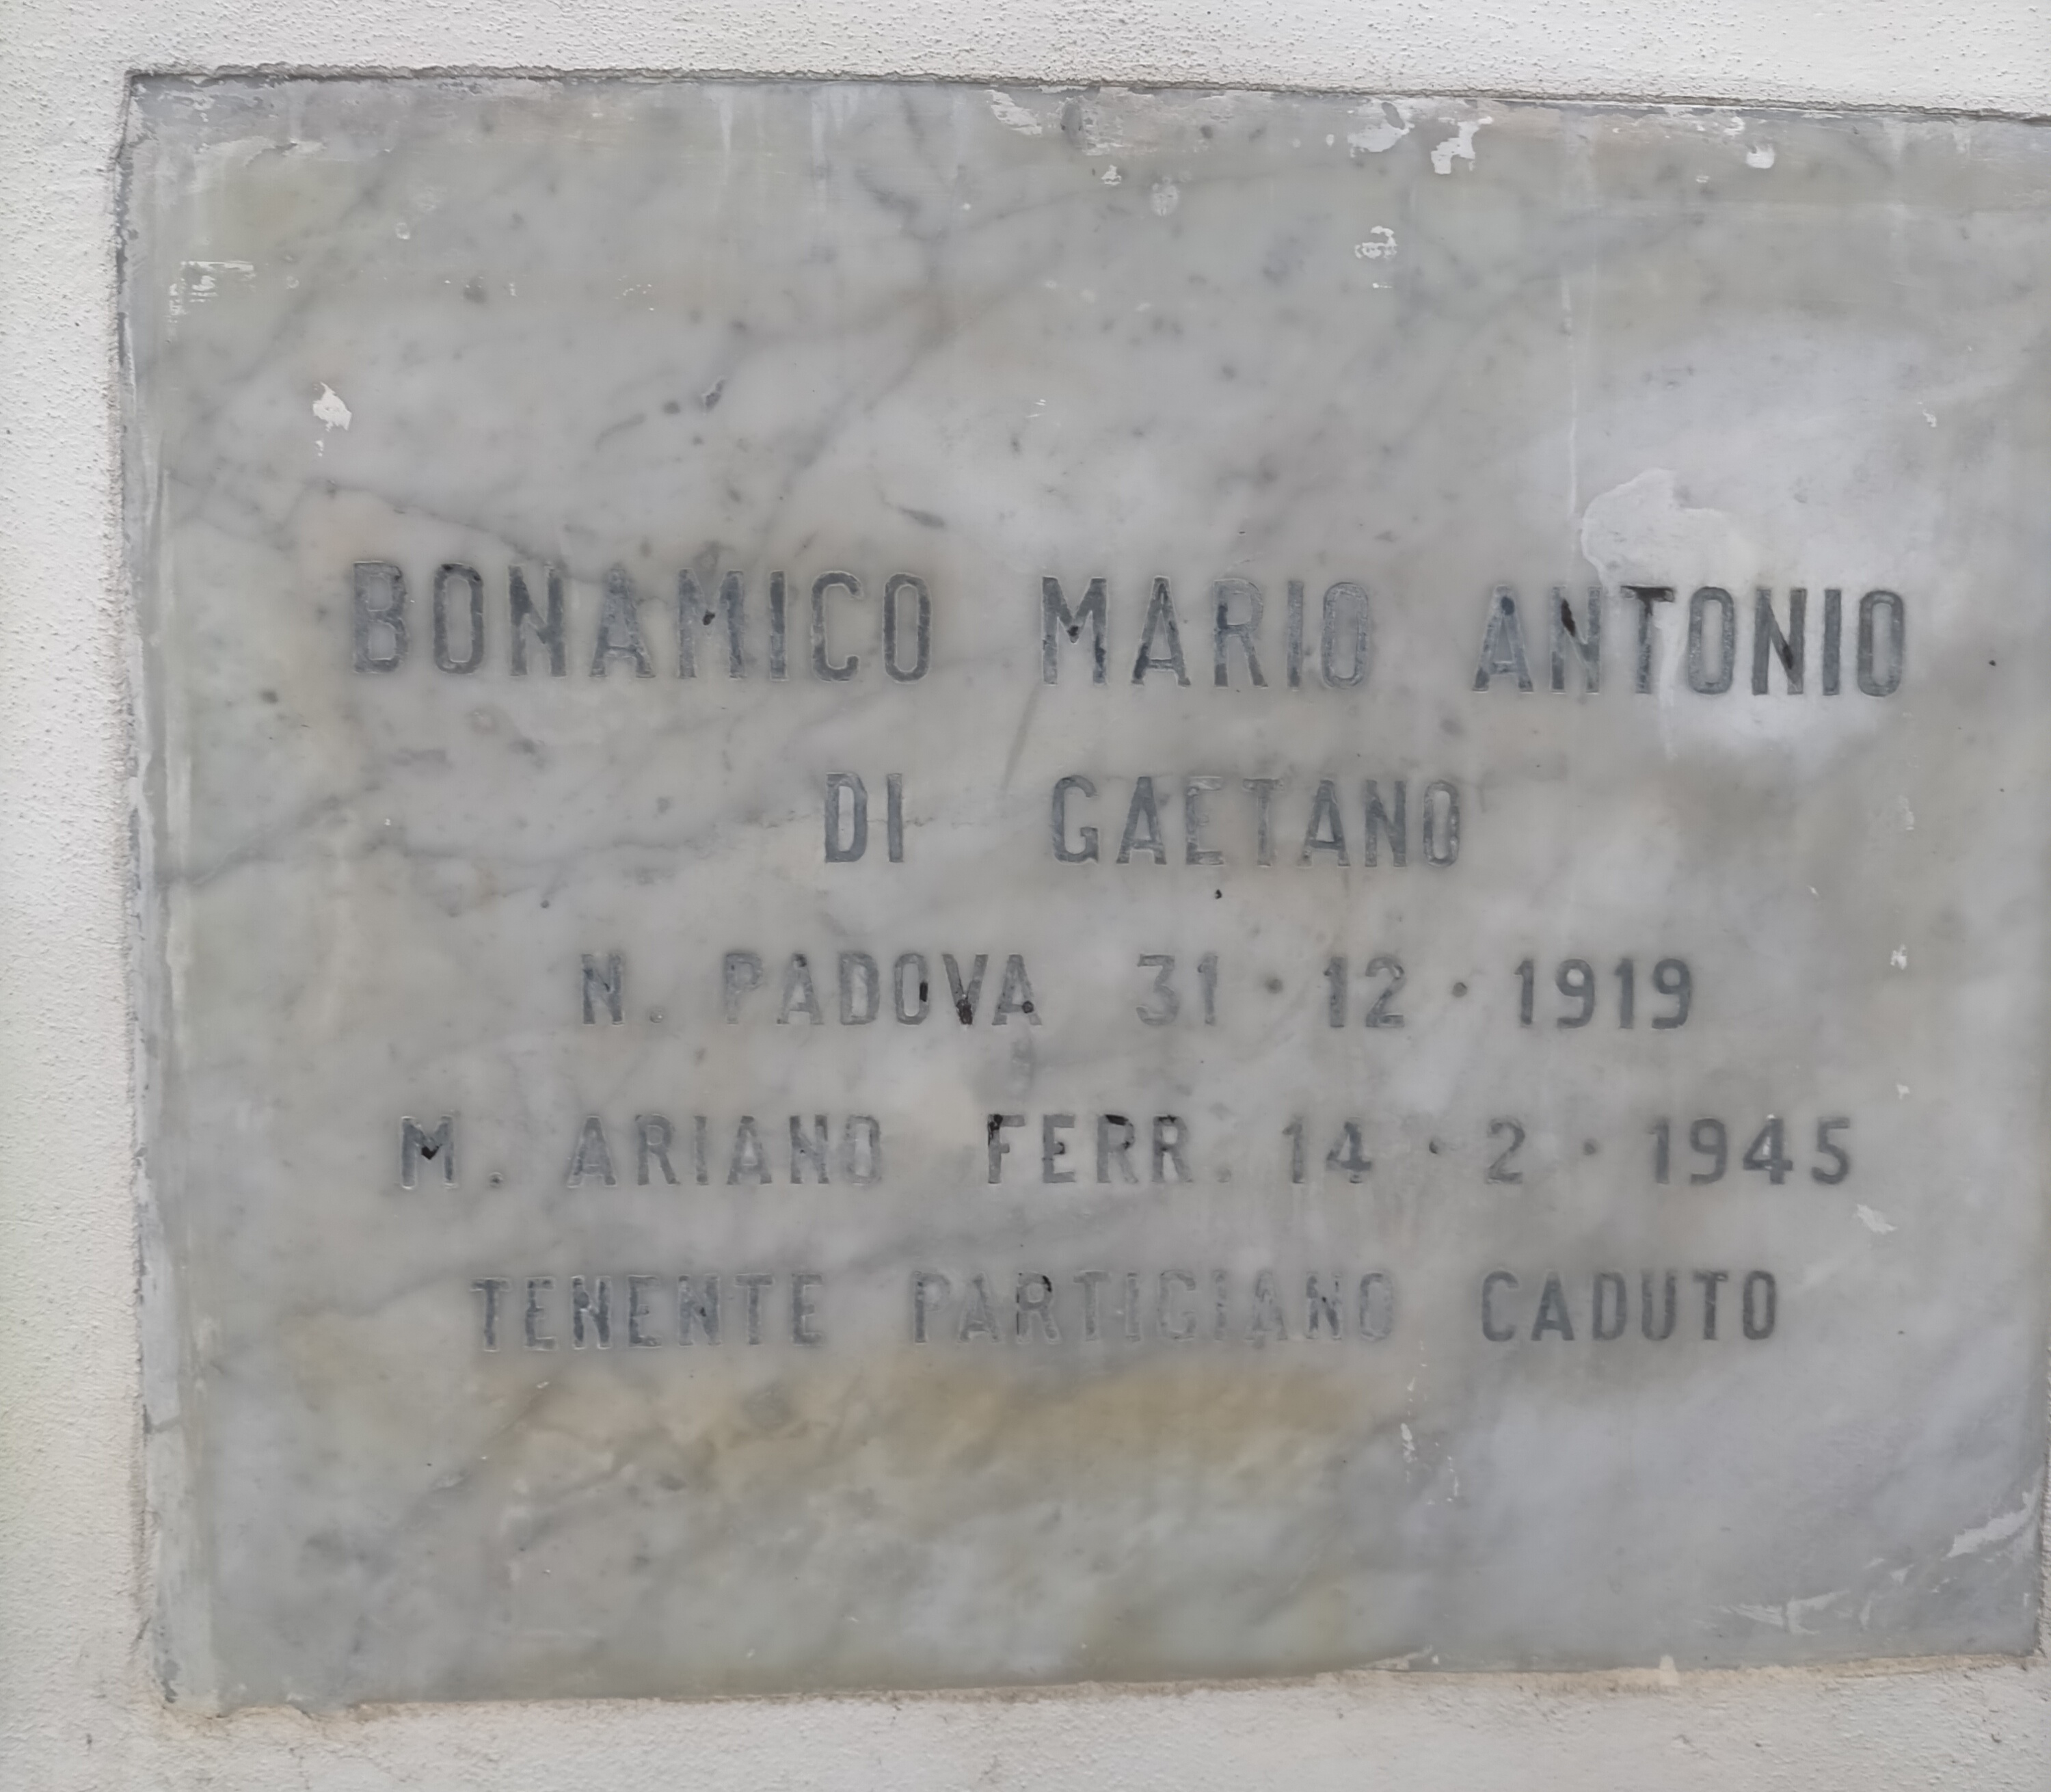 BONAMICO MARIO ANTONIO
DI GAETANO
N. PADOVA 31·12·1919
M. ARIANO FERR. 14·2·1945
TENENTE PARTIGIANO CADUTO